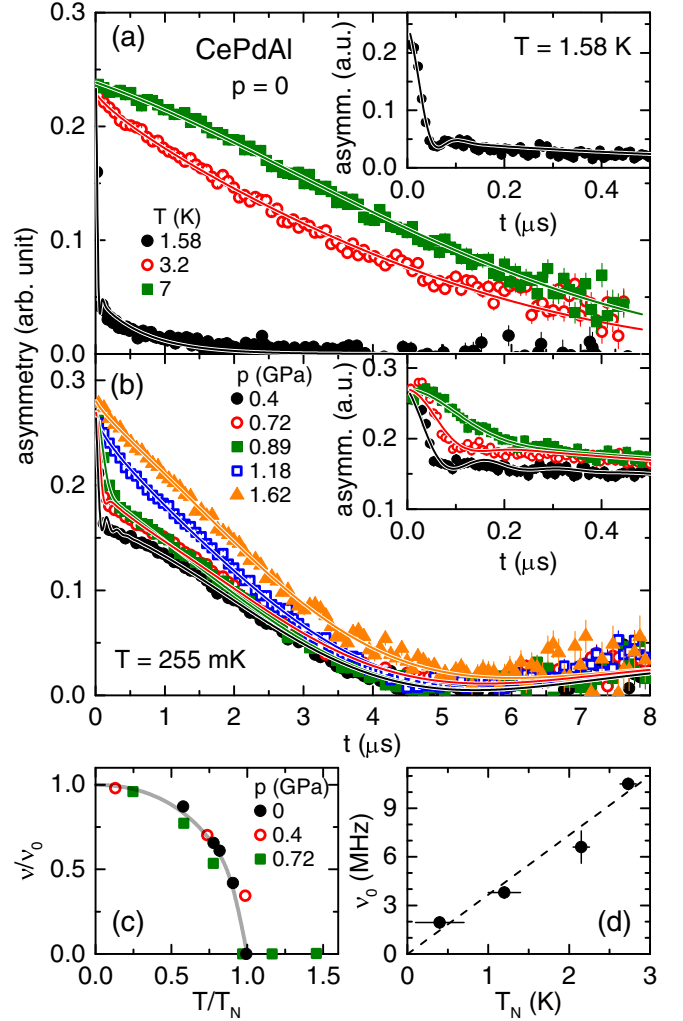 (a)
CePdAl
p = 0
T (K)
1.58
3.2
7
0.3
0.2
0.1
0.0
asymm. (a.u.)
T = 1.58 K
0.2
0.1
0.0
0.0
0.2
0.4
t (μs)
asymmetry (arb. unit)
(b)
p (GPa)
0.4
0.72
0.89
1.18
1.62
T = 255 mK
0.3
0.2
0.1
0.0
0
1
2
3
4
5
6
7
8
t (μs)
asymm. (a.u.)
0.3
0.2
0.1
0.0
0.2
0.4
t (μs)
(c)
p (GPa)
0
0.4
0.72
ν/ν0
1.0
0.5
0.0
0.0
0.5
1.0
1.5
T/TN
(d)
ν0 (MHz)
9
6
3
0
0
1
2
3
TN (K)